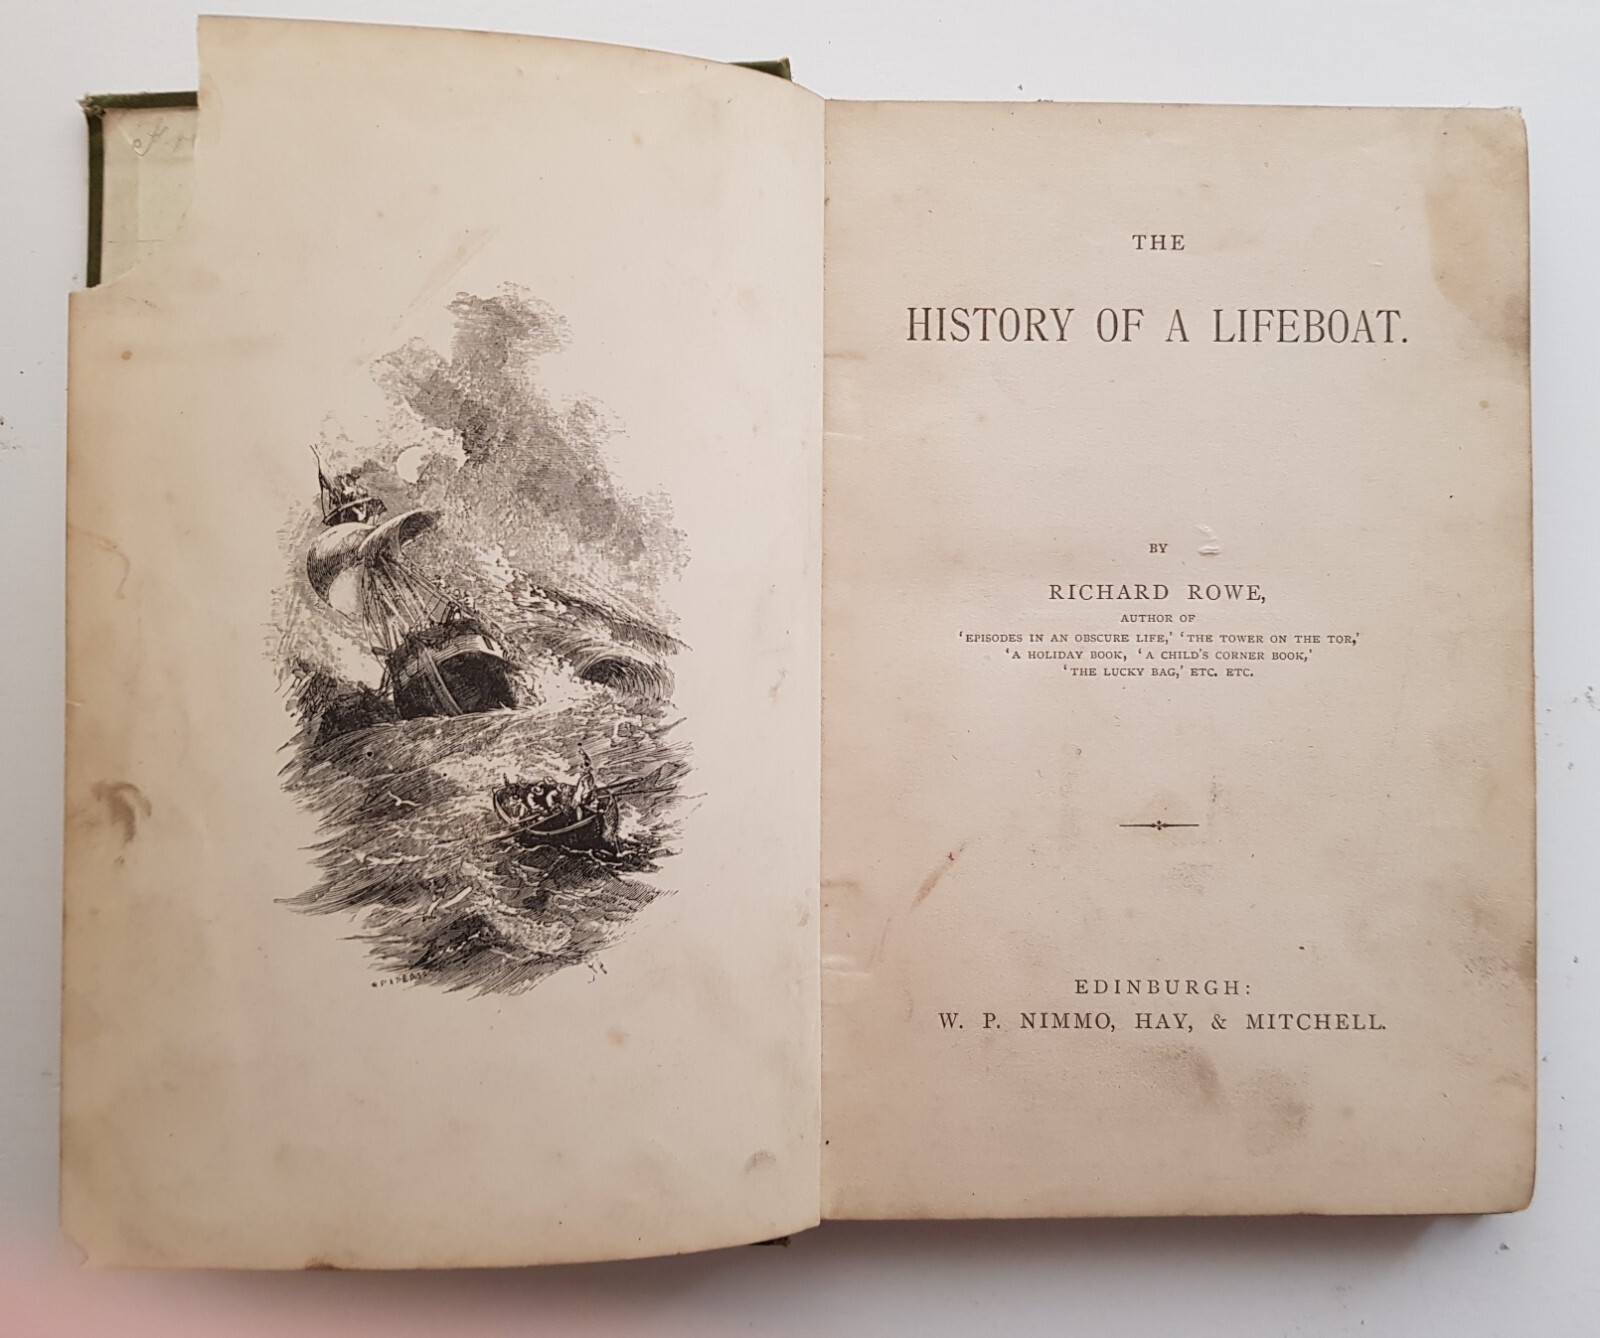 THE
HISTORY OF A LIFEBOAT.
BY
RICHARD ROWE,
AUTHOR OF
'EPISODES IN AN OBSCURE LIFE,' 'THE TOWER ON THE TOR,'
'A HOLIDAY BOOK, 'A CHILD'S CORNER BOOK,'
'THE LUCKY BAG,' ETC. ETC.
EDINBURGH:
W. P. NIMMO, HAY, & MITCHELL.